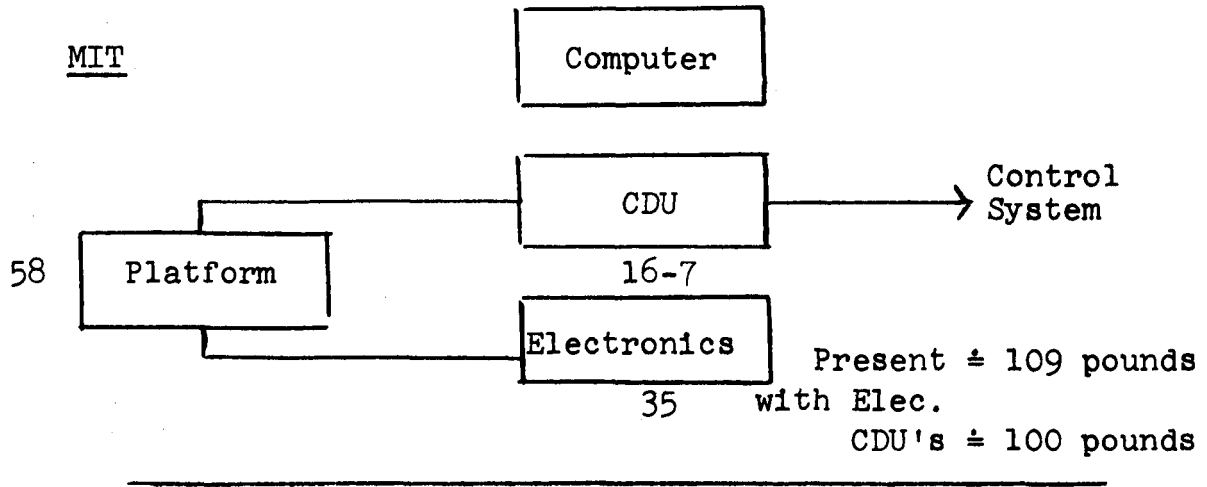 MIT
Computer
CDU
Control
System
16-7
58
Platform
Electronics
35
Present ≐ 109 pounds
with Elec.
CDU's ≐ 100 pounds